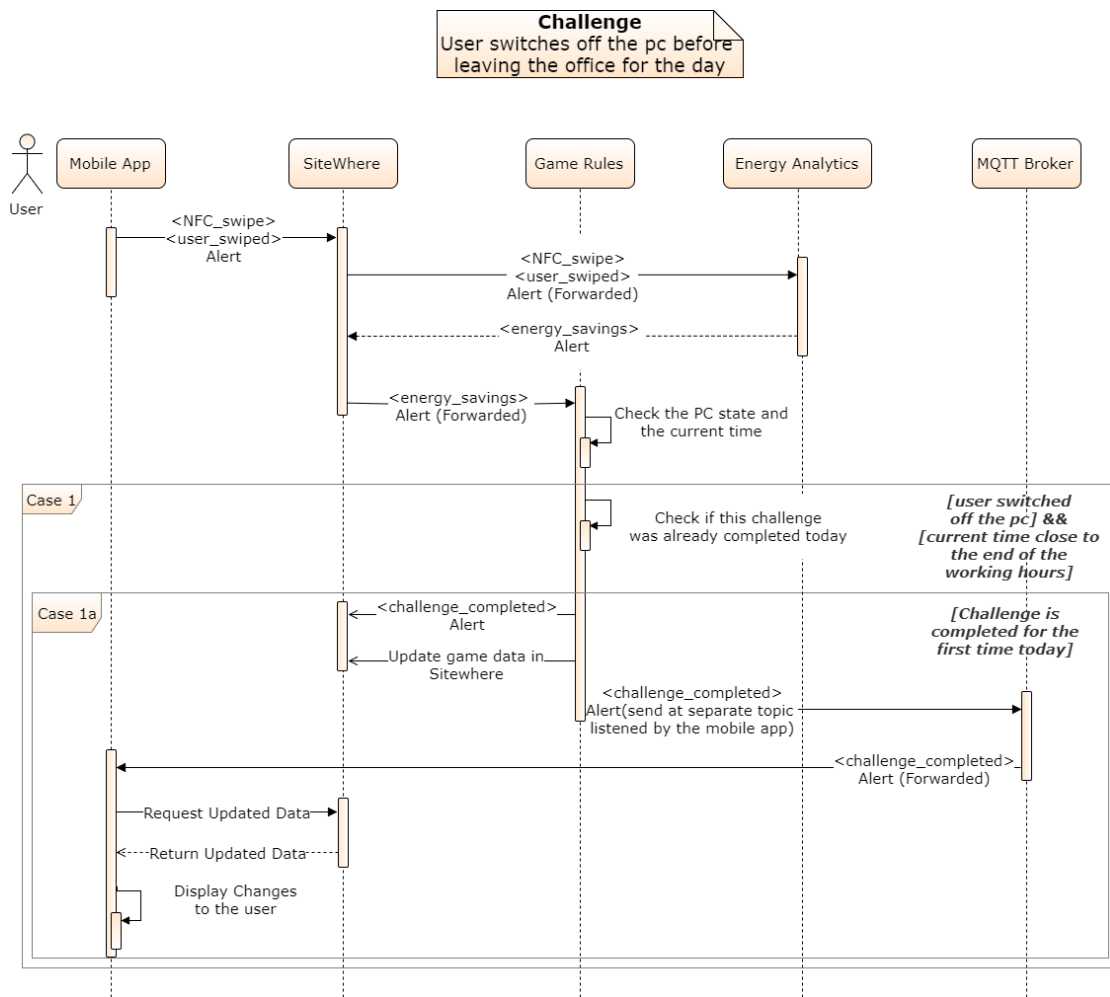 Challenge
User switches off the pc before
leaving the office for the day
User
Mobile App
SiteWhere
Game Rules
Energy Analytics
MQTT Broker
<NFC_swipe>
<user_swiped>
Alert
<NFC_swipe>
<user_swiped>
Alert (Forwarded)
<energy_savings>
Alert
<energy_savings>
Alert (Forwarded)
Check the PC state and
the current time
Case 1
[user switched
off the pc] &&
[current time close to
the end of the
working hours]
Check if this challenge
was already completed today
Case 1a
[Challenge is
completed for the
first time today]
<challenge_completed>
Alert
Update game data in
Sitewhere
<challenge_completed>
Alert(send at separate topic
listened by the mobile app)
<challenge_completed>
Alert (Forwarded)
Request Updated Data
Return Updated Data
Display Changes
to the user